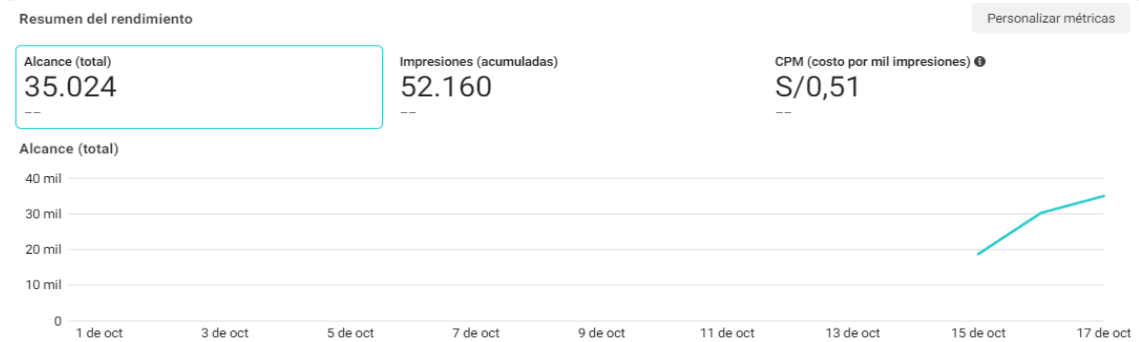 Resumen del rendimiento
Personalizar métricas
Alcance (total)
35.024
--
Impresiones (acumuladas)
52.160
--
CPM (costo por mil impresiones)
S/0,51
--
Alcance (total)
40 mil
30 mil
20 mil
10 mil
0
1 de oct 3 de oct 5 de oct 7 de oct 9 de oct 11 de oct 13 de oct 15 de oct 17 de oct